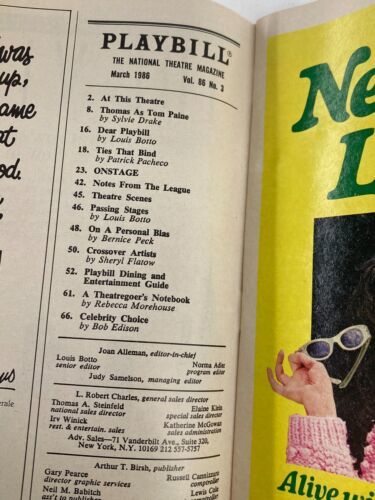 was
up,
ame
at
od.
us
erale
PLAYBILL®
THE NATIONAL THEATRE MAGAZINE
March 1986 Vol. 86 No. 3
2. At This Theatre
8. Thomas As Tom Paine
by Sylvie Drake
16. Dear Playbill
by Louis Botto
18. Ties That Bind
by Patrick Pacheco
23. ONSTAGE
42. Notes From The League
45. Theatre Scenes
46. Passing Stages
by Louis Botto
48. On A Personal Bias
by Bernice Peck
50. Crossover Artists
by Sheryl Flatow
52. Playbill Dining and
Entertainment Guide
61. A Theatregoer's Notebook
by Rebecca Morehouse
66. Celebrity Choice
by Bob Edison
Joan Alleman, editor-in-chief
Louis Botto Norma Adler
senior editor program editor
Judy Samelson, managing editor
L. Robert Charles, general sales director
Thomas A. Steinfeld Elaine Klein
national sales director special sales director
Irv Winick Katherine McGowan
rest. & entertain. sales sales administration
Adv. Sales—71 Vanderbilt Ave., Suite 320,
New York, N.Y. 10169 212 557-5757
Arthur T. Birsh, publisher
Gary Pearce Russell Cannizzaro
director graphic services comptroller
Neil M. Babitch Lewis Cole
ass't to publisher
Ne
L
Alive wi